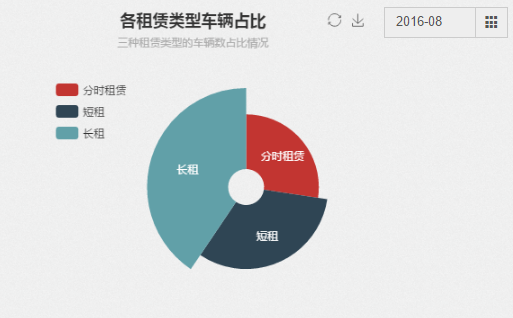 各租赁类型车辆占比
三种租赁类型的车辆数占比情况
2016-08
分时租赁
短租
长租
长租
分时租赁
短租